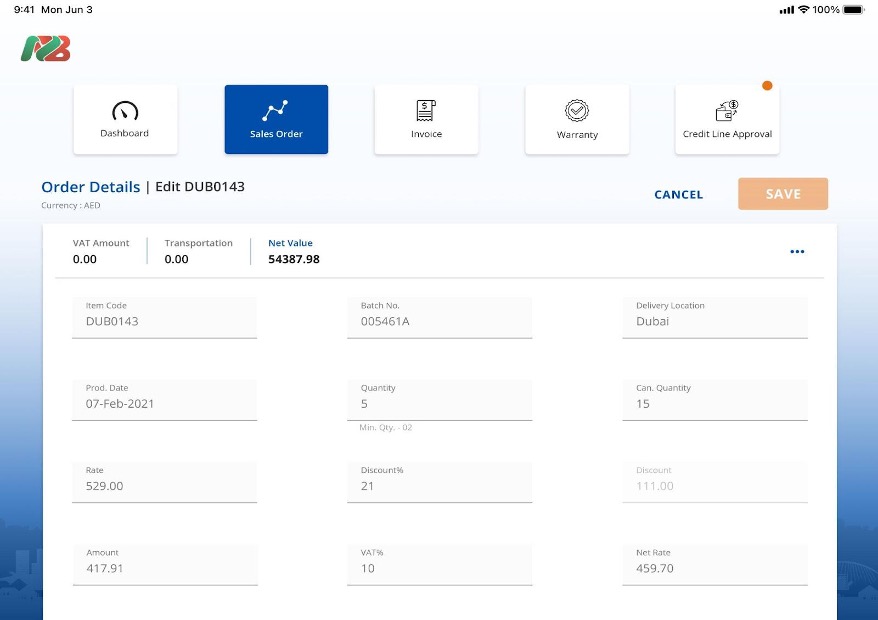 9:41 Mon Jun 3 100%
NB
Dashboard Sales Order Invoice Warranty Credit Line Approval
Order Details | Edit DUB0143
Currency : AED
CANCEL SAVE
VAT Amount Transportation Net Value
0.00 0.00 54387.98
Item Code Batch No. Delivery Location
DUB0143 005461A Dubai
Prod. Date Quantity Can. Quantity
07-Feb-2021 5 15
Min. Qty. - 02
Rate Discount% Discount
529.00 21 111.00
Amount VAT% Net Rate
417.91 10 459.70